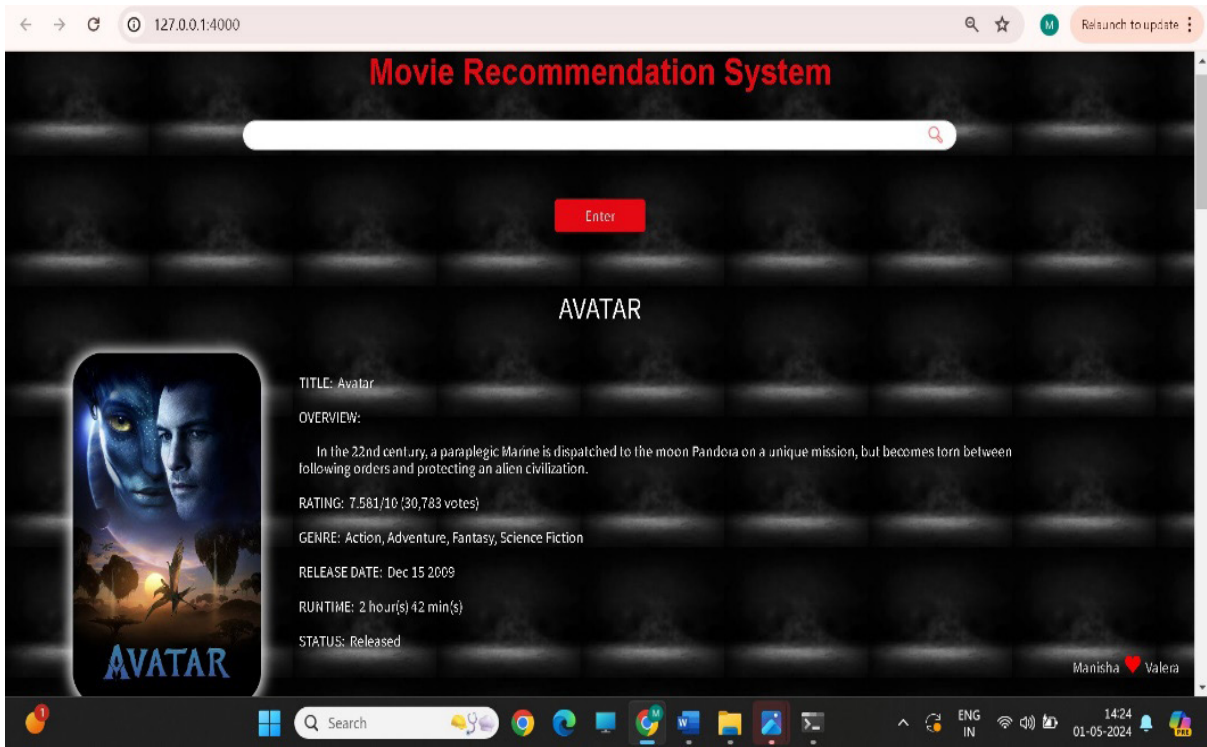 127.0.0.1:4000
M
Relaunch to update
Movie Recommendation System
Enter
AVATAR
TITLE: Avatar
OVERVIEW:
In the 22nd century, a paraplegic Marine is dispatched to the moon Pandora on a unique mission, but becomes torn between
following orders and protecting an alien civilization.
RATING: 7.581/10 (30,783 votes)
GENRE: Action, Adventure, Fantasy, Science Fiction
RELEASE DATE: Dec 15 2009
RUNTIME: 2 hour(s) 42 min(s)
STATUS: Released
AVATAR
Manisha ❤ Valera
1
Search
M
W
ENG
IN
14:24
01-05-2024
PRE